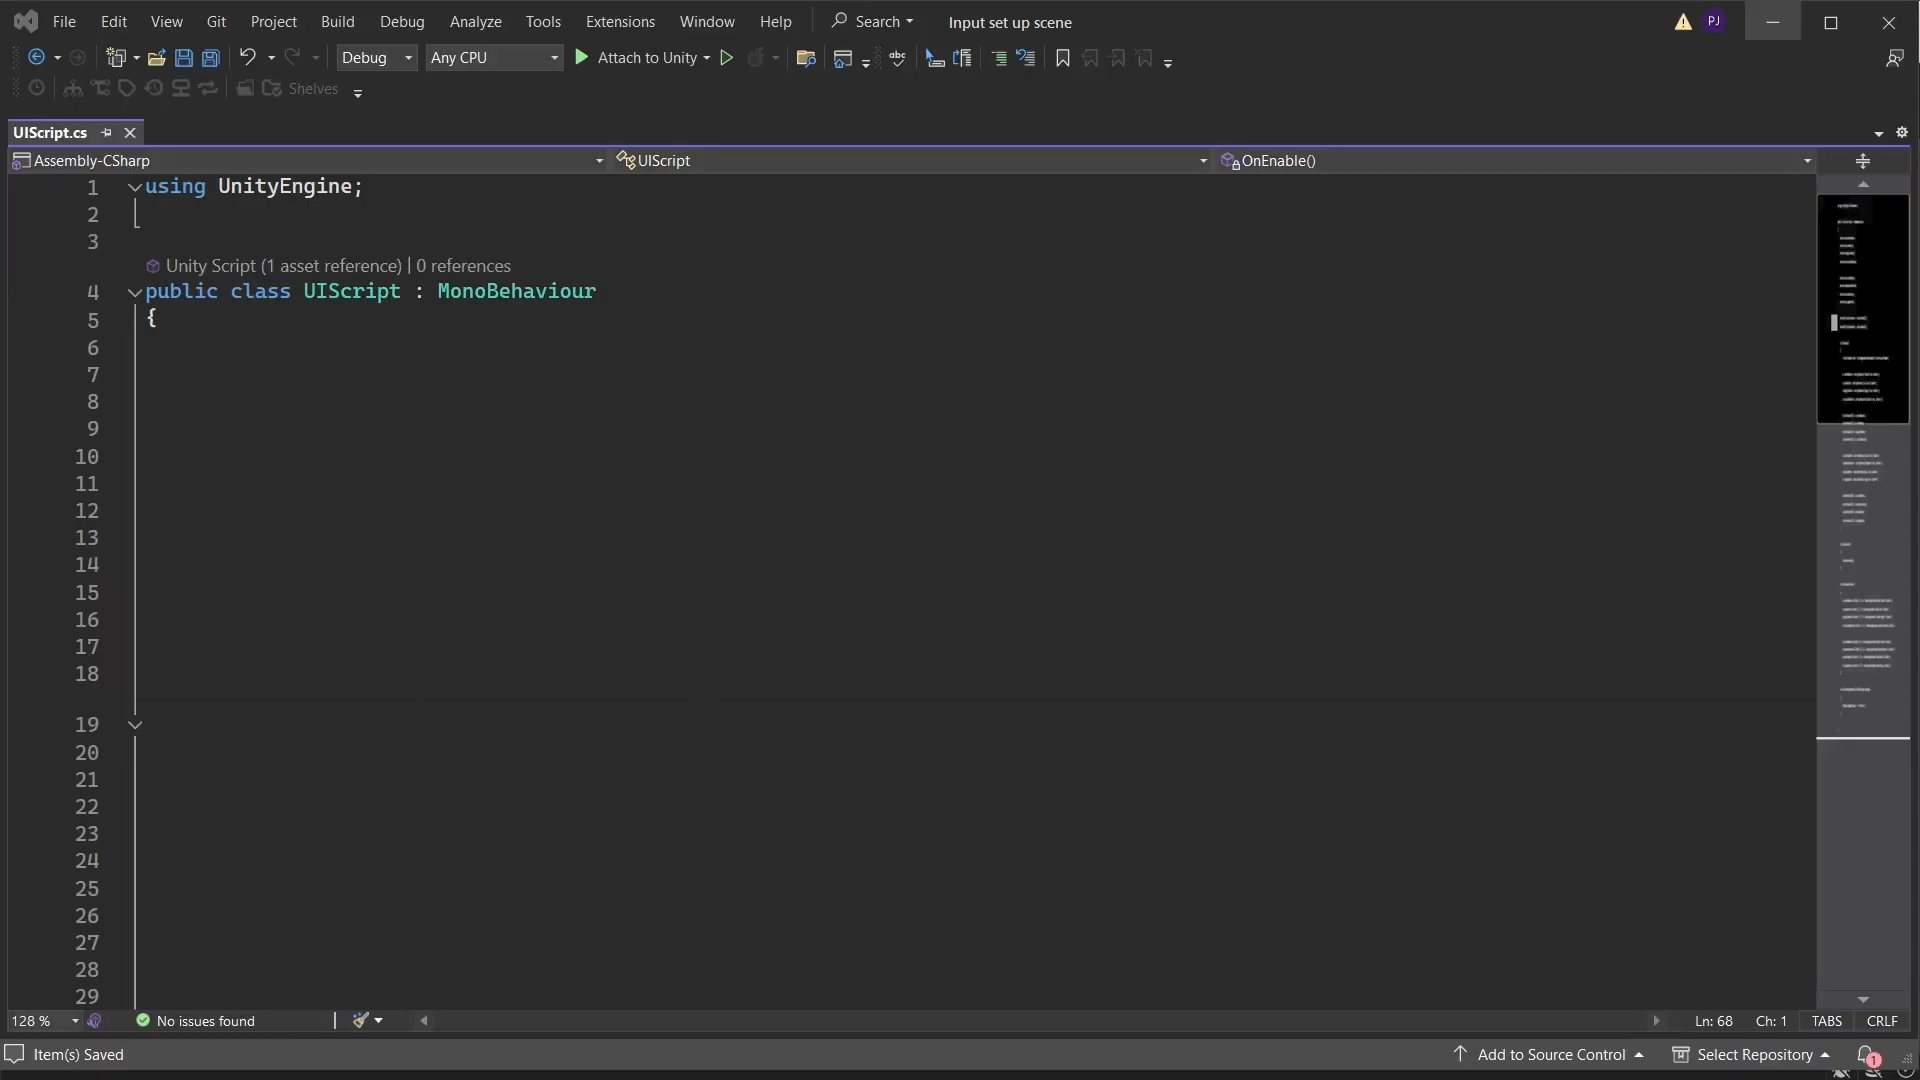 File Edit View Git Project Build Debug Analyze Tools Extensions Window Help Search Input set up scene PJ
Debug Any CPU Attach to Unity abc
Shelves
UIScript.cs
Assembly-CSharp UIScript OnEnable()
1 using UnityEngine;
2
3
Unity Script (1 asset reference) | 0 references
4 public class UIScript : MonoBehaviour
5 {
6
7
8
9
10
11
12
13
14
15
16
17
18
19
20
21
22
23
24
25
26
27
28
29
128 % No issues found Ln: 68 Ch: 1 TABS CRLF
Item(s) Saved Add to Source Control Select Repository 1